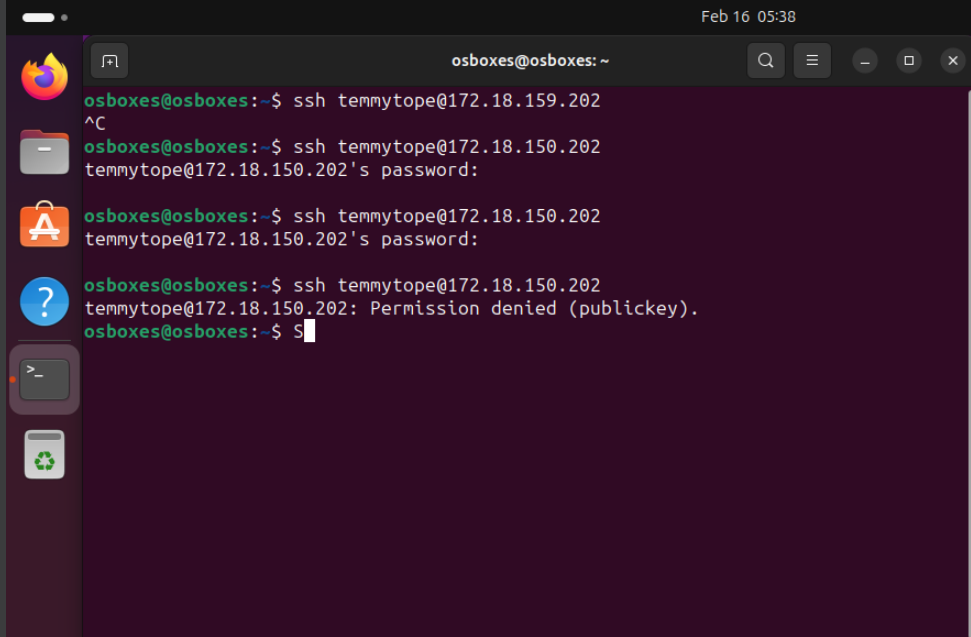 Feb 16 05:38
osboxes@osboxes: ~
osboxes@osboxes:~$ ssh temmytope@172.18.159.202
^C
osboxes@osboxes:~$ ssh temmytope@172.18.150.202
temmytope@172.18.150.202's password:
osboxes@osboxes:~$ ssh temmytope@172.18.150.202
temmytope@172.18.150.202's password:
osboxes@osboxes:~$ ssh temmytope@172.18.150.202
temmytope@172.18.150.202: Permission denied (publickey).
osboxes@osboxes:~$ S